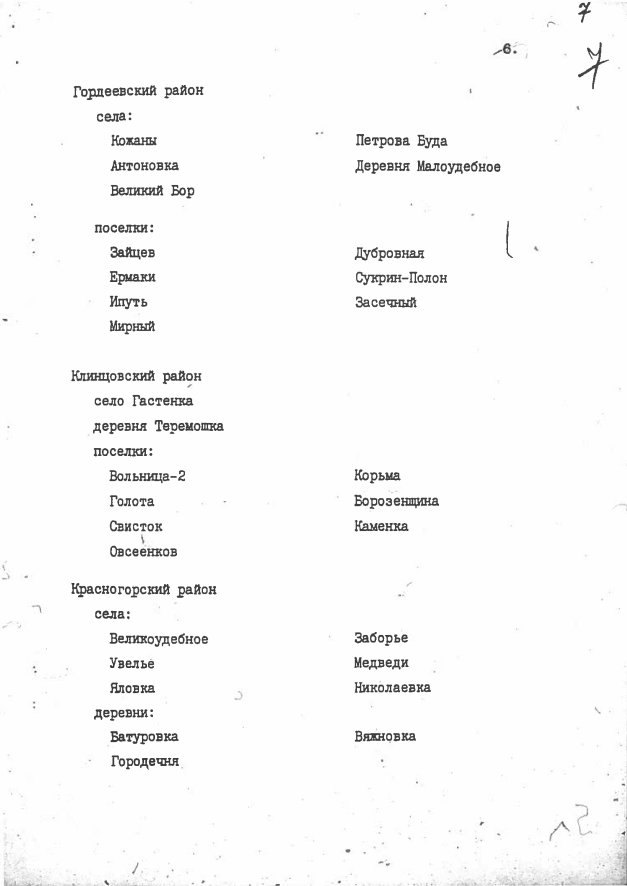 7
6.
7
Гордеевский район
села:
Кожаны Петрова Буда
Антоновка Деревня Малоудебное
Великий Бор
поселки:
Зайцев Дубровная
Ермаки Сукрин-Полон
Ипуть Засечный
Мирный
Клинцовский район
село Гастенка
деревня Теремошка
поселки:
Вольница-2 Корьма
Голота Борозенщина
Свисток Каменка
Овсеенков
Красногорский район
села:
Великоудебное Заборье
Увелье Медведи
Яловка Николаевка
деревни:
Батуровка Вяжновка
Городечня